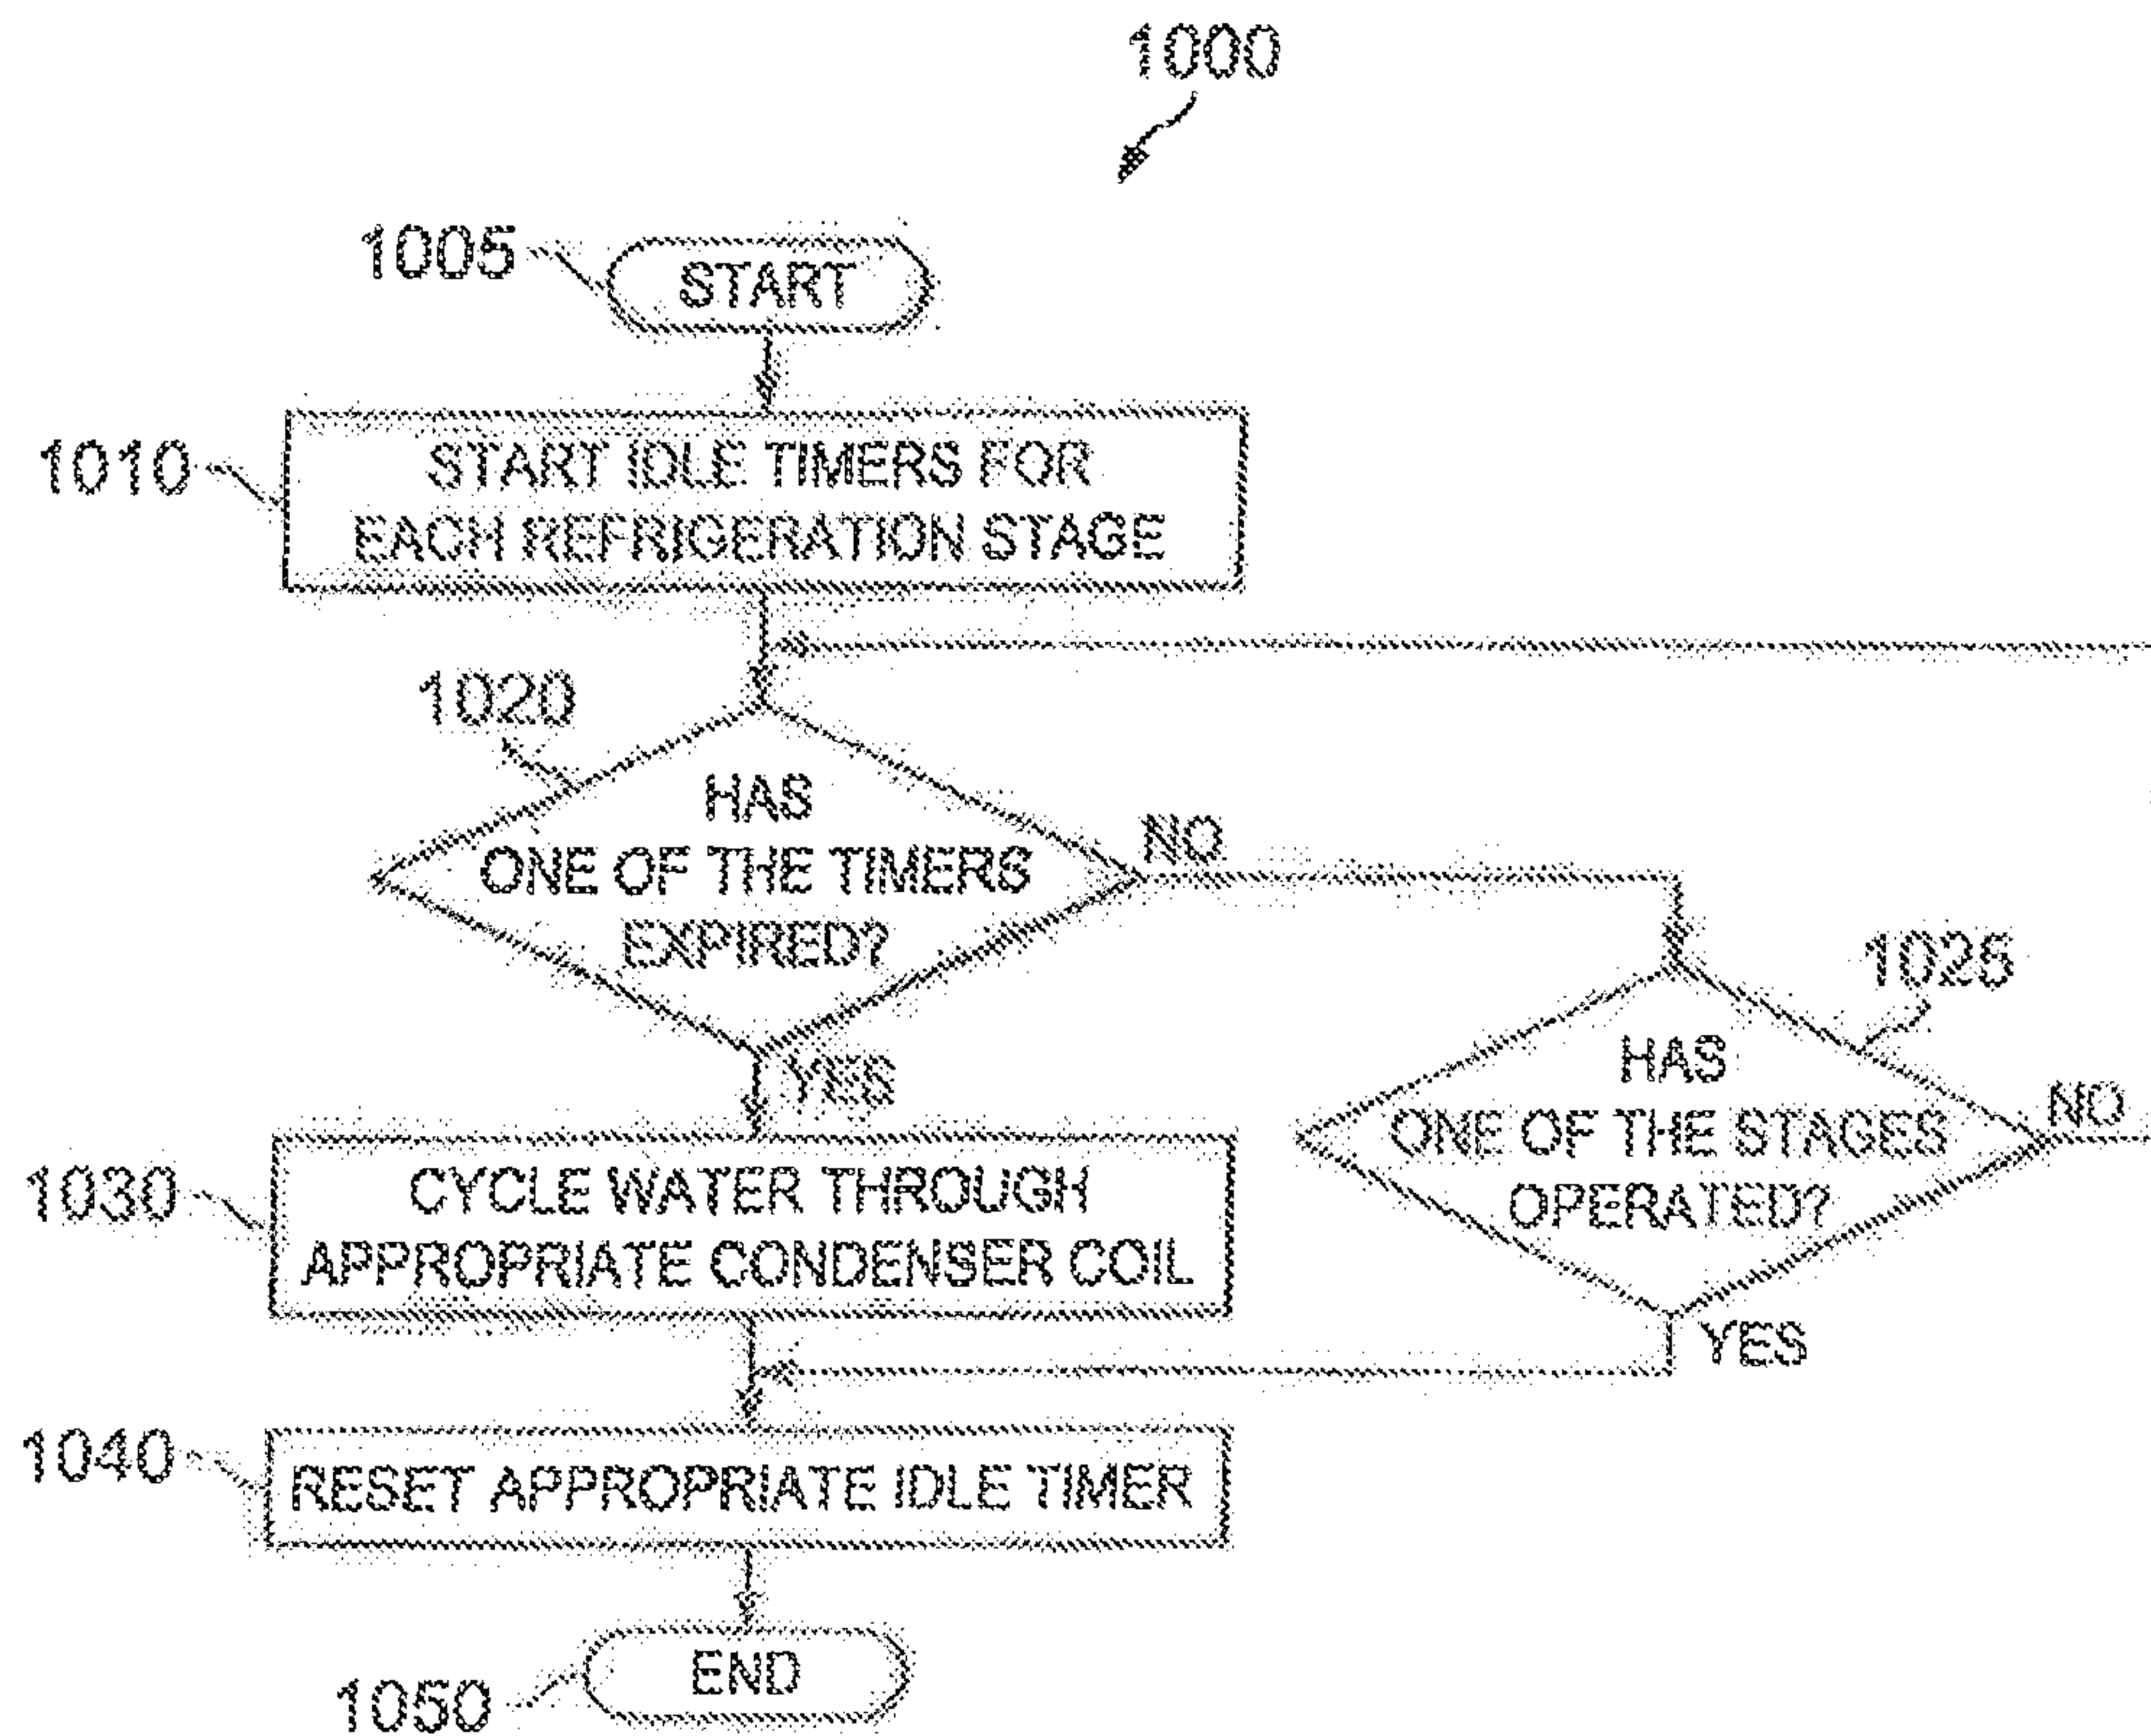 1000
1005
START
1010
START IDLE TIMERS FOR
EACH REFRIGERATION STAGE
1020
HAS
ONE OF THE TIMERS
EXPIRED?
NO
YES
1025
HAS
ONE OF THE STAGES
OPERATED?
NO
YES
1030
CYCLE WATER THROUGH
APPROPRIATE CONDENSER COIL
1040
RESET APPROPRIATE IDLE TIMER
1050
END